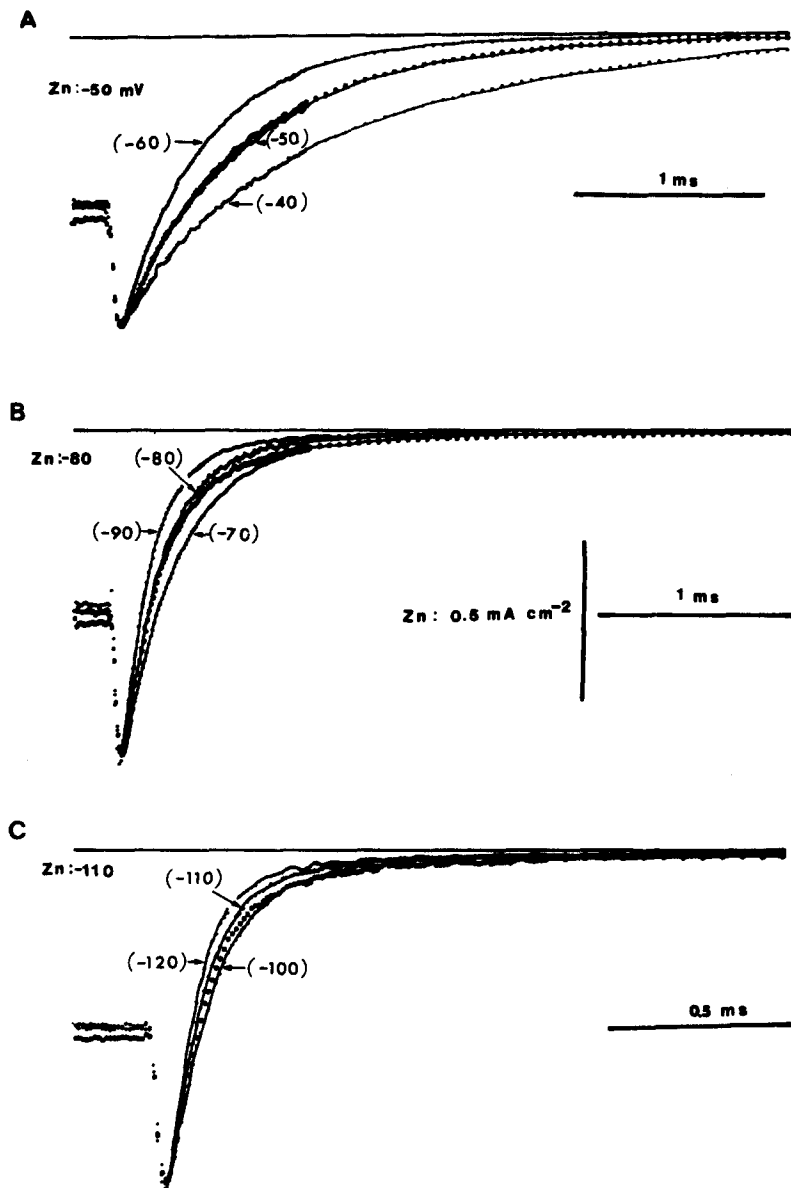 A
Zn:-50 mV
(-60)
(-50)
(-40)
1 ms
B
Zn:-80
(-80)
(-90)
(-70)
Zn: 0.5 mA cm-2
1 ms
C
Zn:-110
(-110)
(-120)
(-100)
0.5 ms